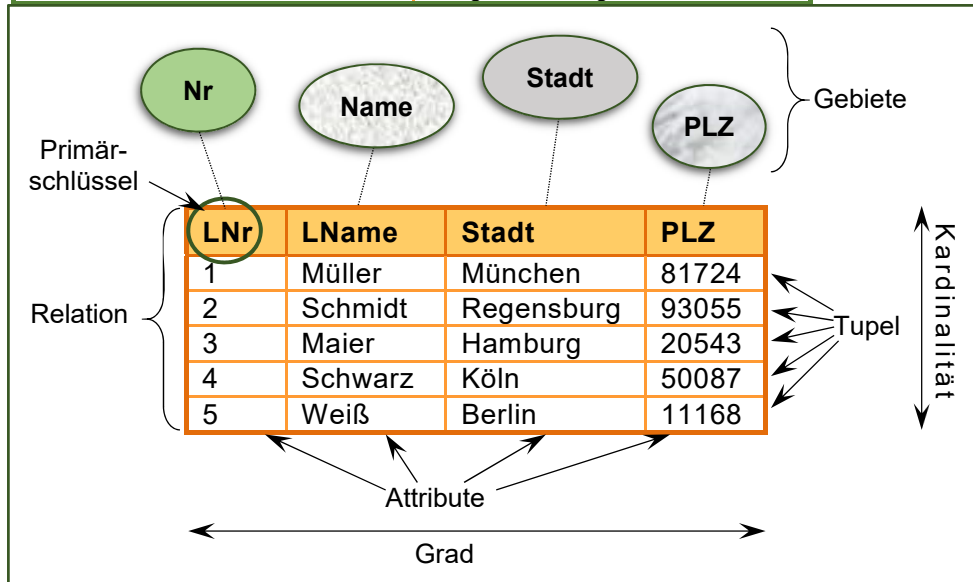 Nr
Name
Stadt
PLZ
Gebiete
Primär-
schlüssel
LNr LName Stadt PLZ
1 Müller München 81724
2 Schmidt Regensburg 93055
3 Maier Hamburg 20543
4 Schwarz Köln 50087
5 Weiß Berlin 11168
Relation
Tupel
Kardinalität
Attribute
Grad